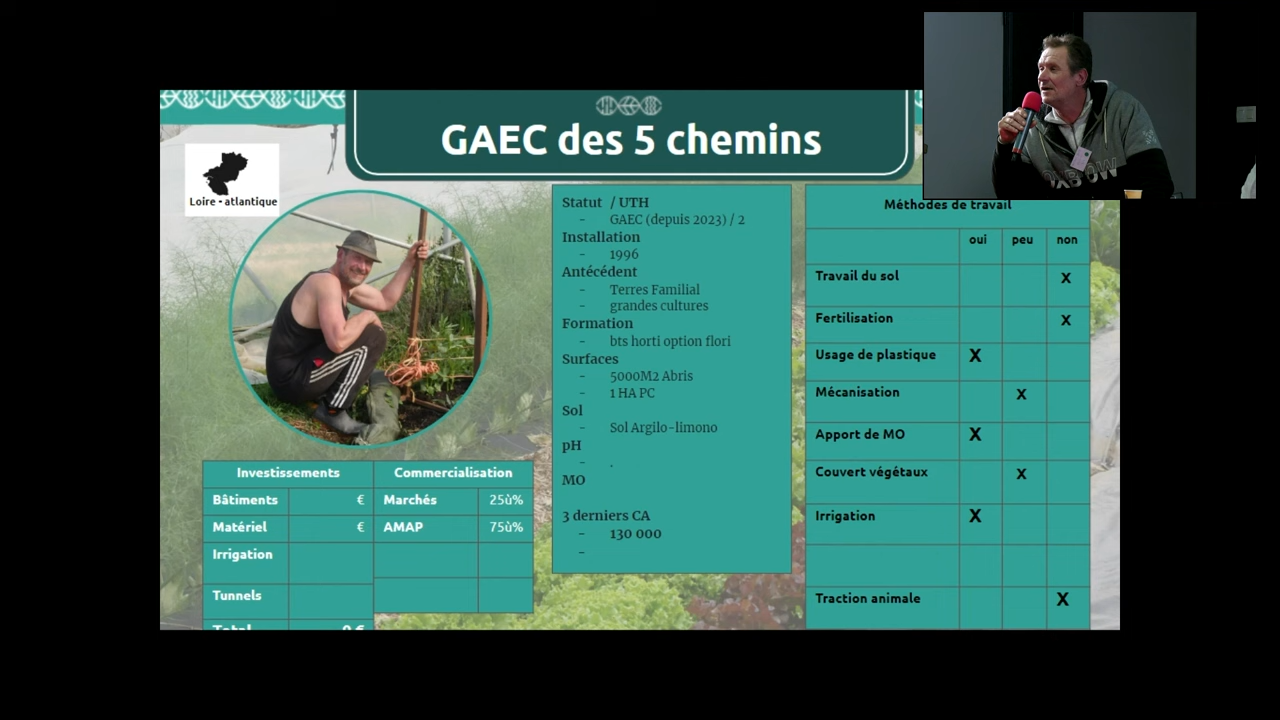 GAEC des 5 chemins
Loire - atlantique
Statut / UTH
- GAEC (depuis 2023) / 2
Installation
- 1996
Antécédent
- Terres Familial
- grandes cultures
Formation
- bts horti option flori
Surfaces
- 5000M2 Abris
- 1 HA PC
Sol
- Sol Argilo-limono
pH
- .
MO
3 derniers CA
- 130 000
-
Investissements Commercialisation
Bâtiments € Marchés 25ù%
Matériel € AMAP 75ù%
Irrigation
Tunnels
Total 0 €
Méthodes de travail
oui peu non
Travail du sol x
Fertilisation x
Usage de plastique X
Mécanisation x
Apport de MO X
Couvert végétaux x
Irrigation X
Traction animale X